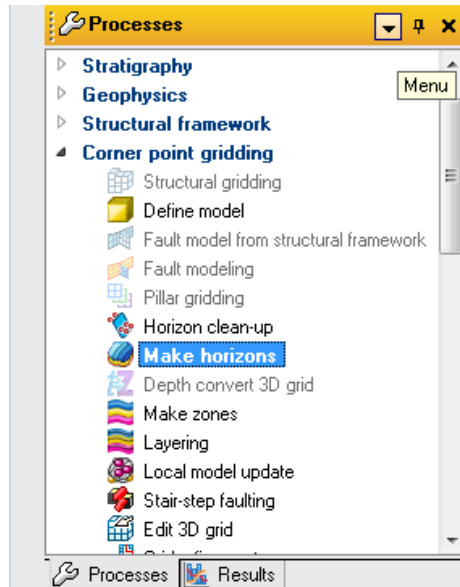 Processes
Stratigraphy
Menu
Geophysics
Structural framework
Corner point gridding
Structural gridding
Define model
Fault model from structural framework
Fault modeling
Pillar gridding
Horizon clean-up
Make horizons
Depth convert 3D grid
Make zones
Layering
Local model update
Stair-step faulting
Edit 3D grid
Processes Results